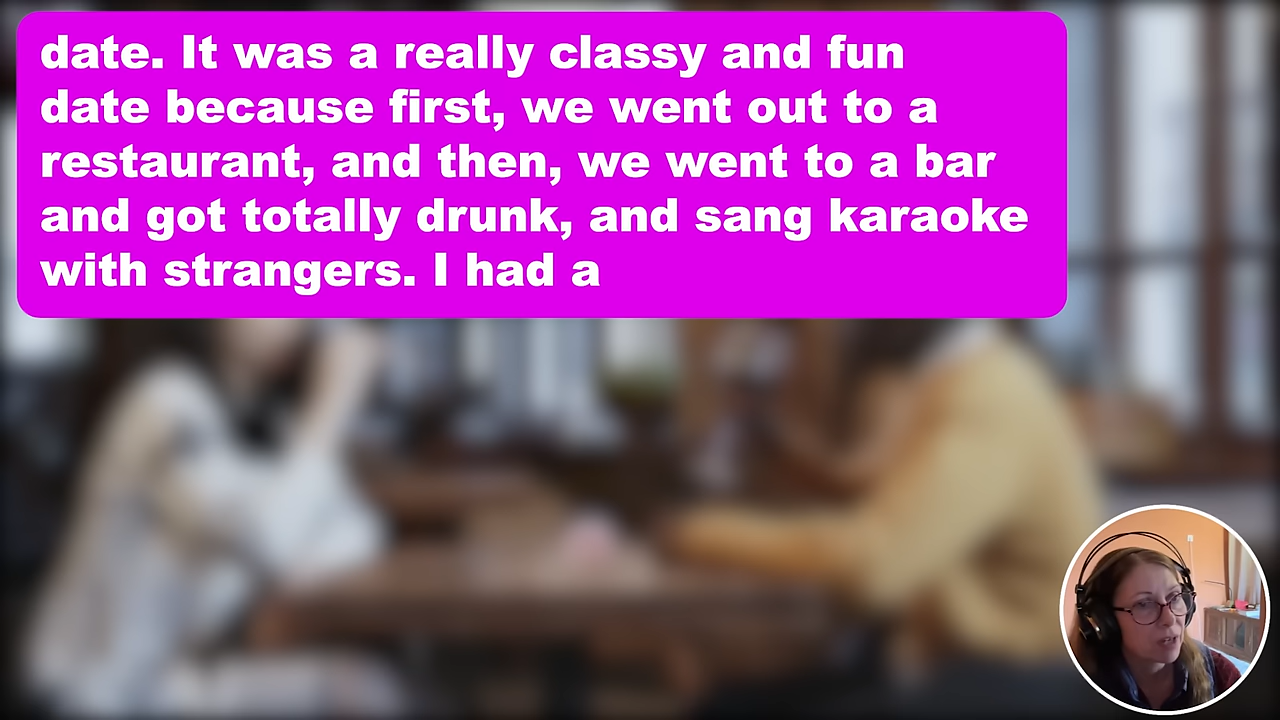 date. It was a really classy and fun
date because first, we went out to a
restaurant, and then, we went to a bar
and got totally drunk, and sang karaoke
with strangers. I had a